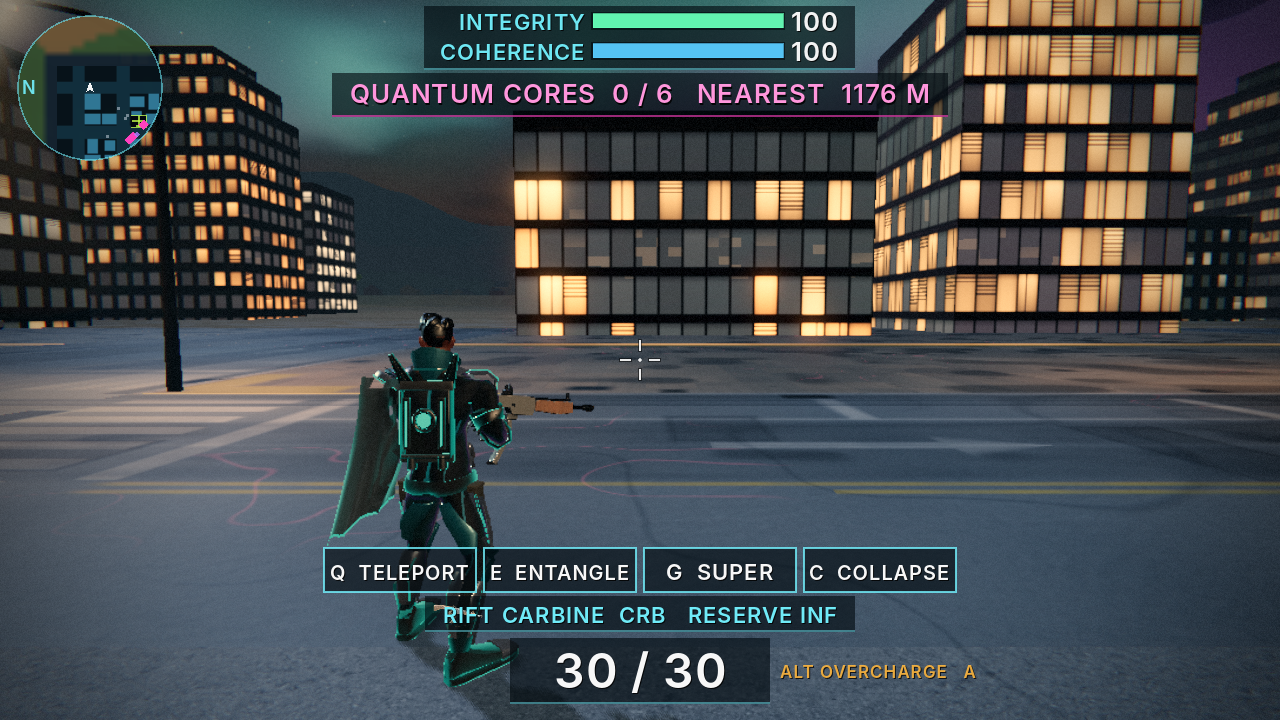 INTEGRITY 100
COHERENCE 100
QUANTUM CORES 0 / 6 NEAREST 1176 M
N
Q TELEPORT
E ENTANGLE
G SUPER
C COLLAPSE
RIFT CARBINE CRB RESERVE INF
30 / 30
ALT OVERCHARGE A